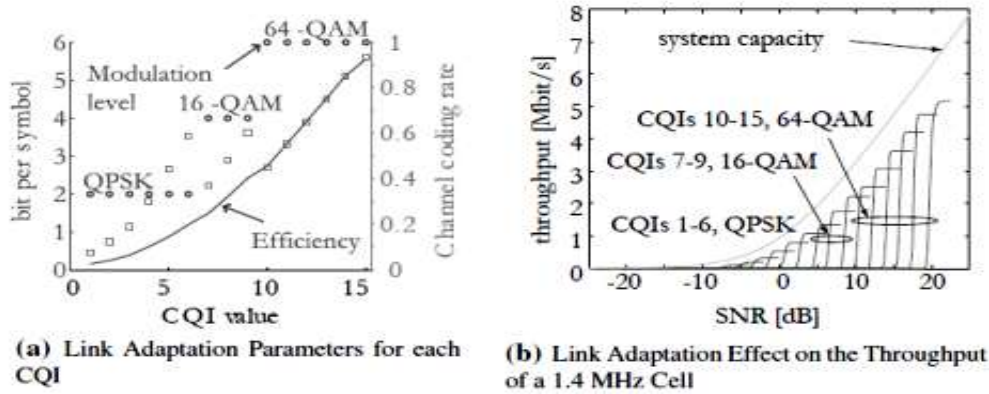 64 -QAM
Modulation level
16 -QAM
QPSK
Efficiency
bit per symbol
Channel coding rate
6
5
4
3
2
1
0
1
0.8
0.6
0.4
0.2
0
0 5 10 15
CQI value
(a) Link Adaptation Parameters for each
CQI
8
7
6
5
4
3
2
1
0
throughput [Mbit/s]
system capacity
CQIs 10-15, 64-QAM
CQIs 7-9, 16-QAM
CQIs 1-6, QPSK
-20 -10 0 10 20
SNR [dB]
(b) Link Adaptation Effect on the Throughput
of a 1.4 MHz Cell